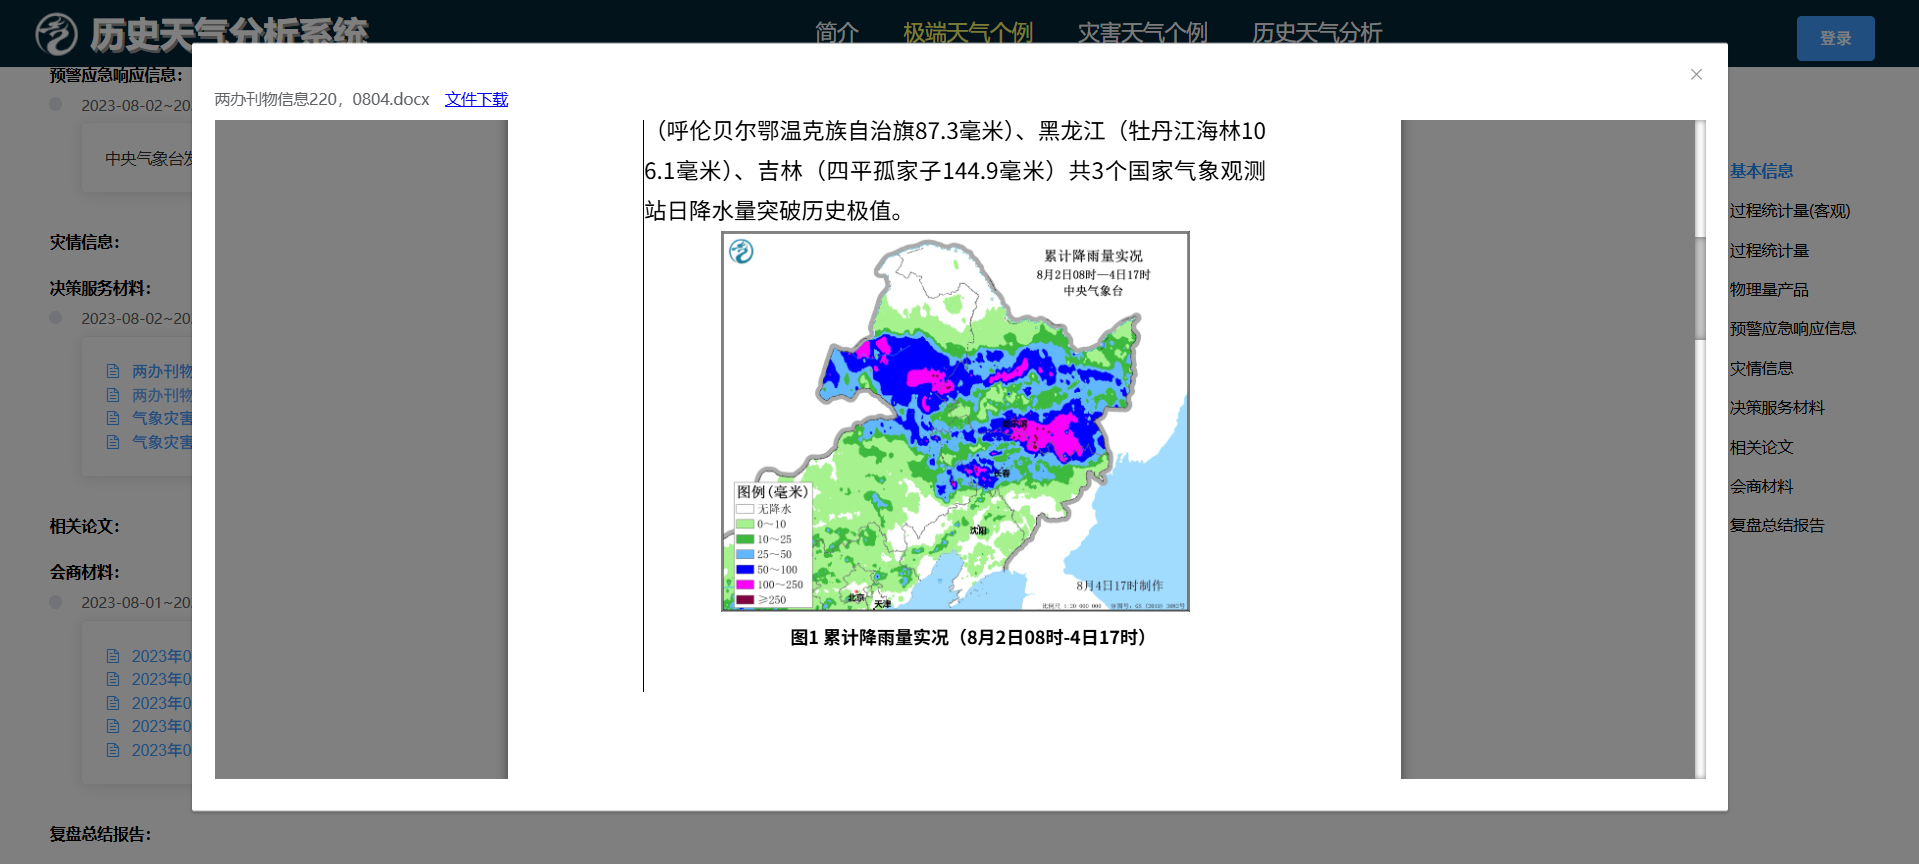 历史天气分析系统
简介
极端天气个例
灾害天气个例
历史天气分析
登录
预警应急响应信息：
2023-08-02~20
中央气象台发
灾情信息：
决策服务材料：
2023-08-02~20
两办刊物
两办刊物
气象灾害
气象灾害
相关论文：
会商材料：
2023-08-01~20
2023年0
2023年0
2023年0
2023年0
2023年0
复盘总结报告：
两办刊物信息220，0804.docx 文件下载
（呼伦贝尔鄂温克族自治旗87.3毫米）、黑龙江（牡丹江海林10
6.1毫米）、吉林（四平孤家子144.9毫米）共3个国家气象观测
站日降水量突破历史极值。
累计降雨量实况
8月2日08时—4日17时
中央气象台
长春
沈阳
北京
天津
图例(毫米)
无降水
0～10
10～25
25～50
50～100
100～250
≥250
8月4日17时制作
图1 累计降雨量实况（8月2日08时-4日17时）
基本信息
过程统计量(客观)
过程统计量
物理量产品
预警应急响应信息
灾情信息
决策服务材料
相关论文
会商材料
复盘总结报告